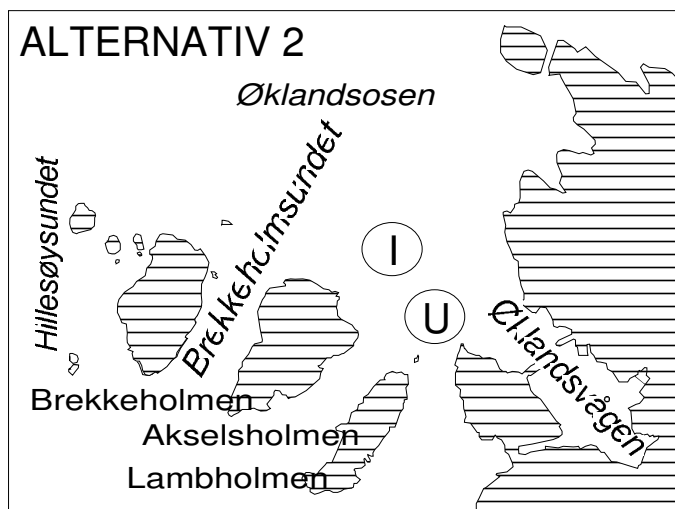 ALTERNATIV 2
Øklandsosen
Hillesøysundet
Brekkeholmsundet
I
U
Øklandsvågen
Brekkeholmen
Akselsholmen
Lambholmen